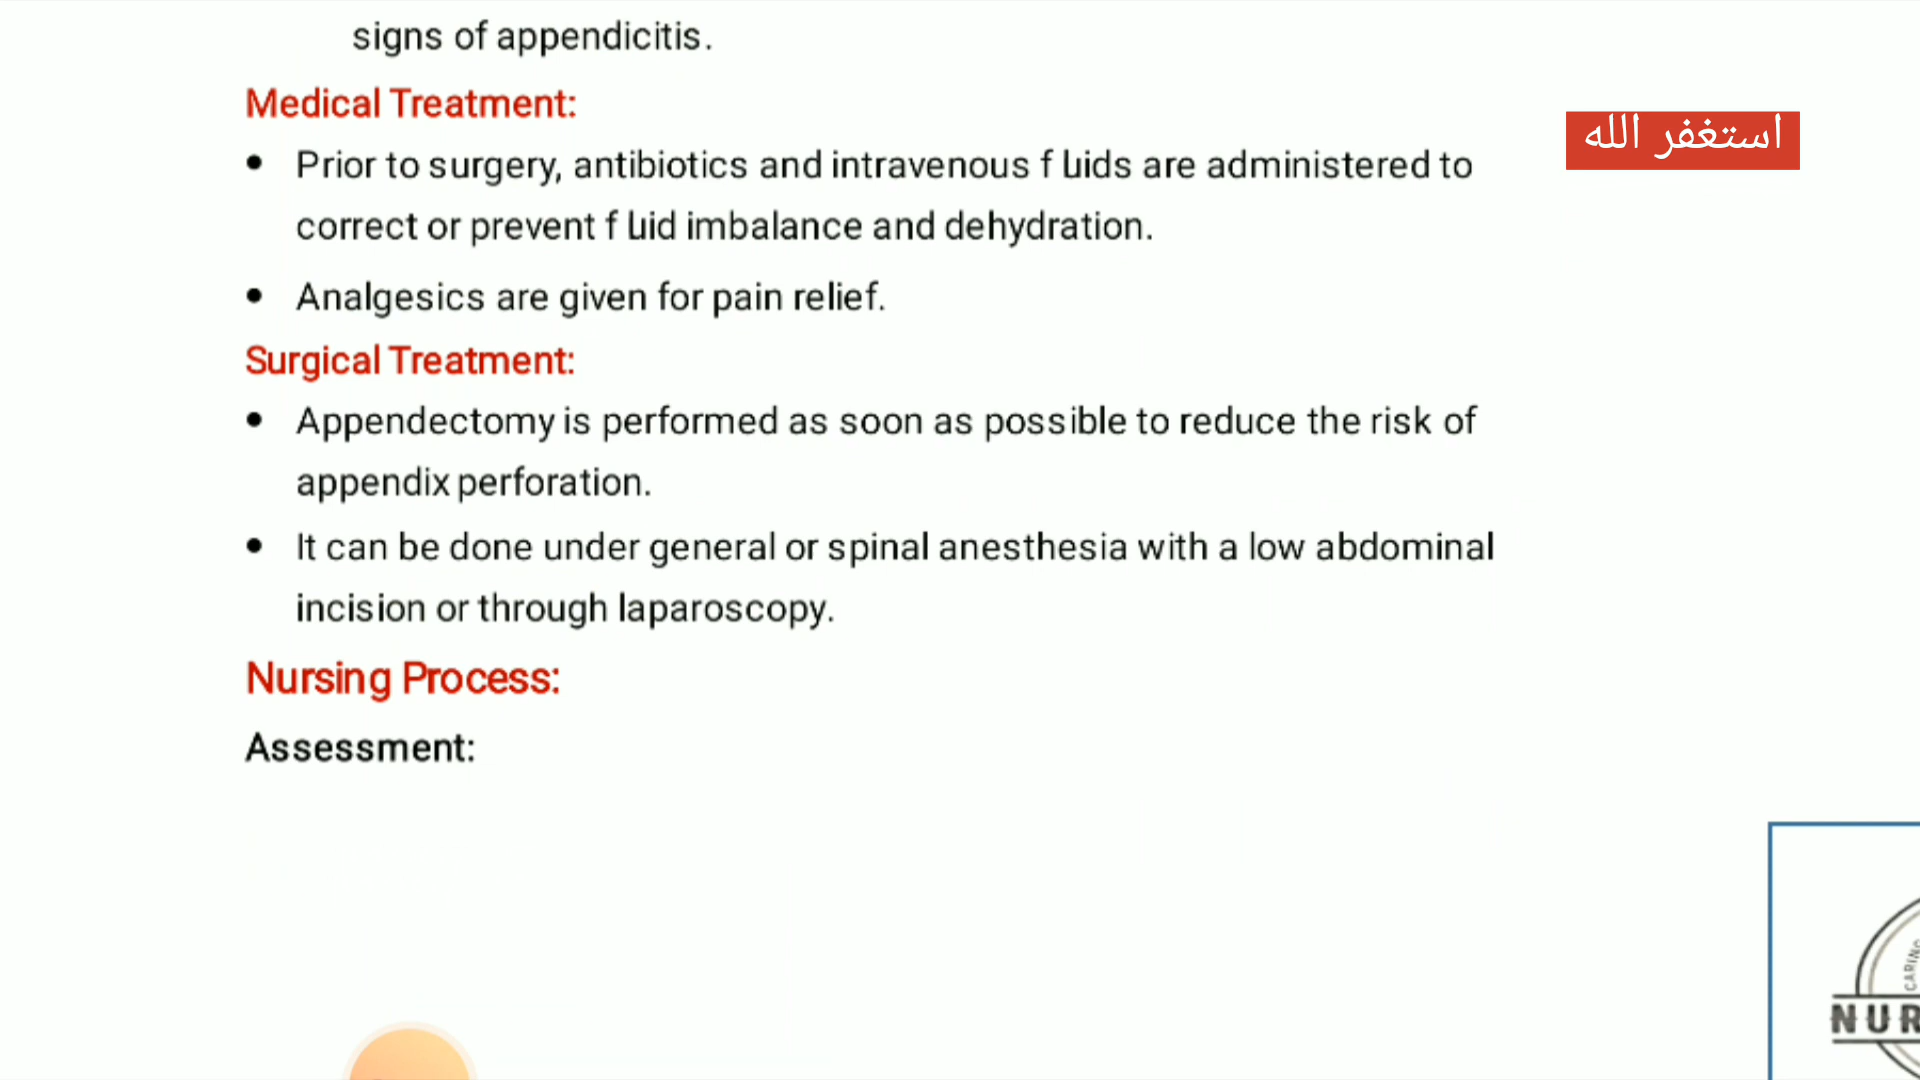 signs of appendicitis.
Medical Treatment:
استغفر الله
• Prior to surgery, antibiotics and intravenous f luids are administered to
correct or prevent f luid imbalance and dehydration.
• Analgesics are given for pain relief.
Surgical Treatment:
• Appendectomy is performed as soon as possible to reduce the risk of
appendix perforation.
• It can be done under general or spinal anesthesia with a low abdominal
incision or through laparoscopy.
Nursing Process:
Assessment:
CARING
NUR